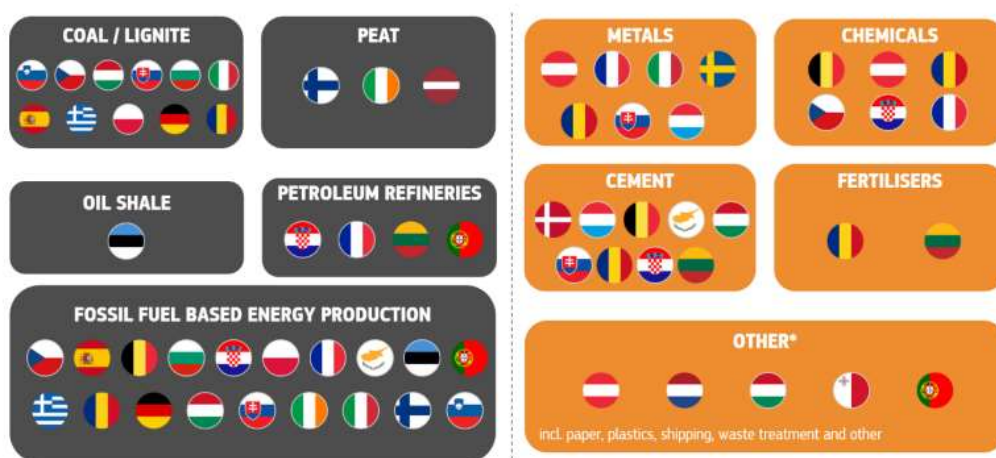 COAL / LIGNITE
PEAT
METALS
CHEMICALS
OIL SHALE
PETROLEUM REFINERIES
CEMENT
FERTILISERS
FOSSIL FUEL BASED ENERGY PRODUCTION
OTHER*
incl. paper, plastics, shipping, waste treatment and other